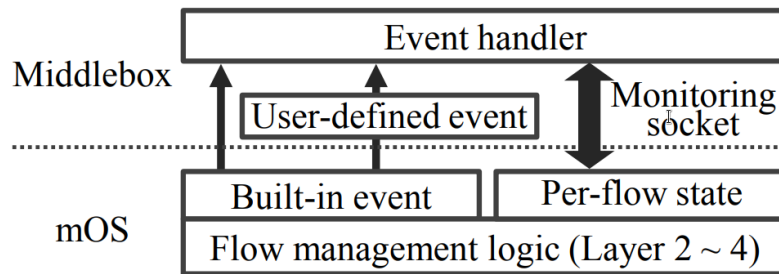 Event handler
Middlebox
User-defined event
Monitoring
socket
Built-in event
Per-flow state
mOS
Flow management logic (Layer 2 ~ 4)